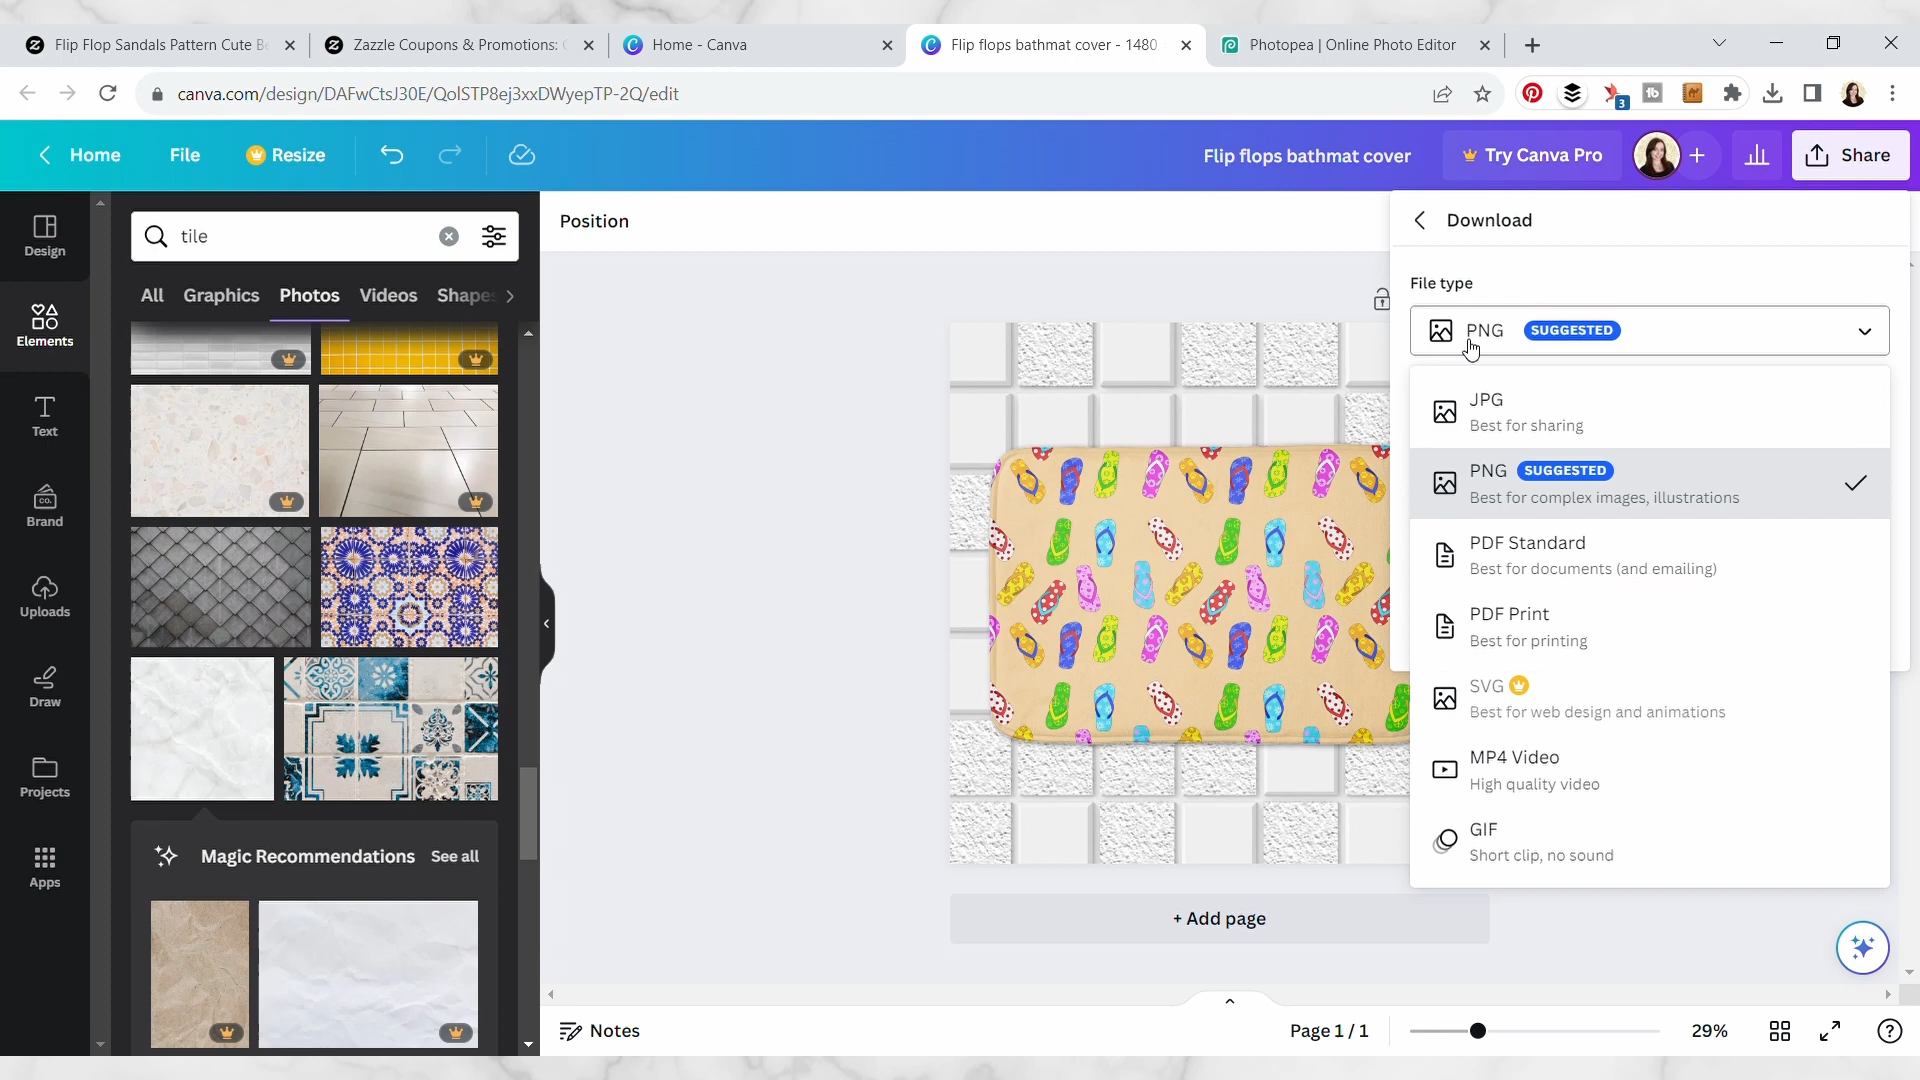 Flip Flop Sandals Pattern Cute Be
Zazzle Coupons & Promotions: C
Home - Canva
Flip flops bathmat cover - 1480
Photopea | Online Photo Editor
canva.com/design/DAFwCtsJ30E/QolSTP8ej3xxDWyepTP-2Q/edit
tb
3
Home
File
Resize
Flip flops bathmat cover
Try Canva Pro
Share
Design
Elements
Text
Brand
Uploads
Draw
Projects
Apps
tile
All
Graphics
Photos
Videos
Shapes
Magic Recommendations
See all
Position
Download
File type
PNG SUGGESTED
JPG
Best for sharing
PNG SUGGESTED
Best for complex images, illustrations
PDF Standard
Best for documents (and emailing)
PDF Print
Best for printing
SVG
Best for web design and animations
MP4 Video
High quality video
GIF
Short clip, no sound
+ Add page
Notes
Page 1 / 1
29%